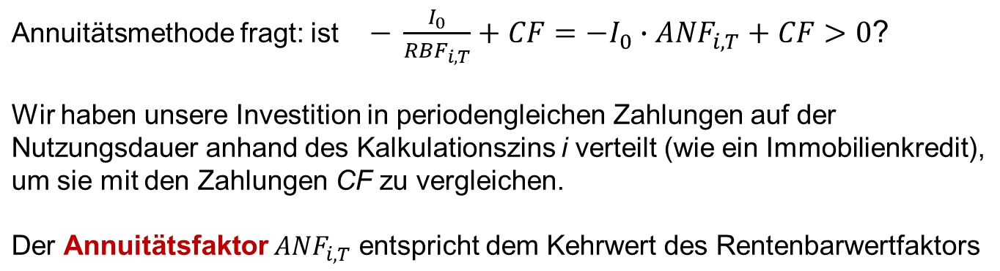 Annuitätsmethode fragt: ist − I₀/RBF_{i,T} + CF = −I₀ · ANF_{i,T} + CF > 0?
Wir haben unsere Investition in periodengleichen Zahlungen auf der
Nutzungsdauer anhand des Kalkulationszins i verteilt (wie ein Immobilienkredit),
um sie mit den Zahlungen CF zu vergleichen.
Der Annuitätsfaktor ANF_{i,T} entspricht dem Kehrwert des Rentenbarwertfaktors